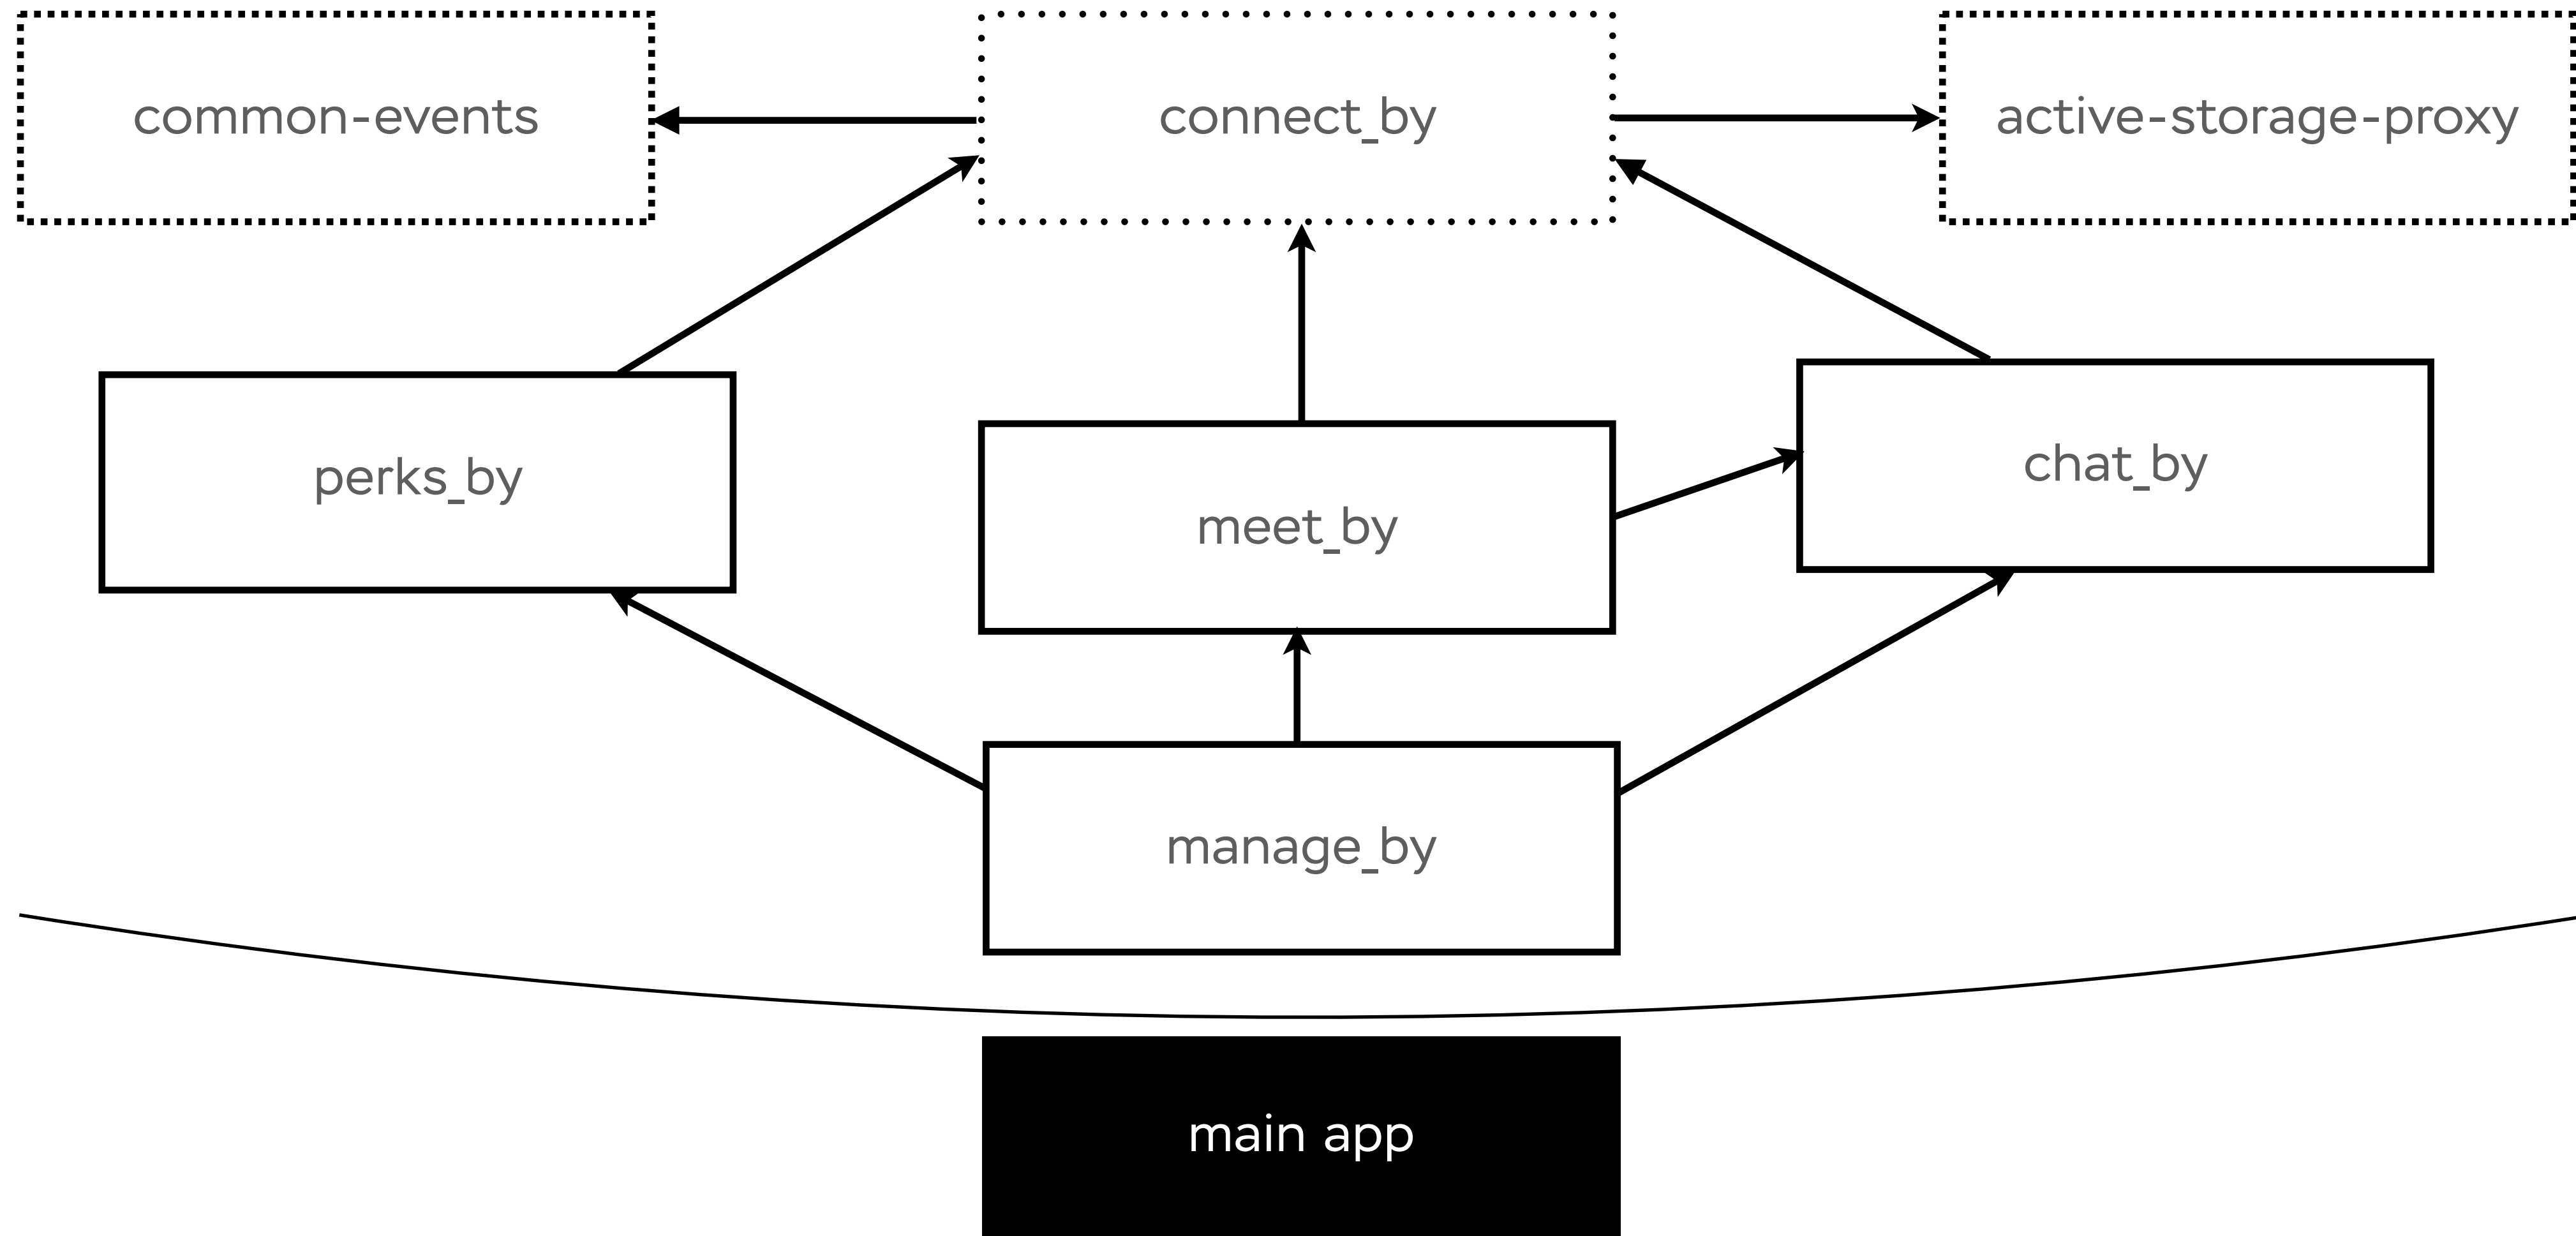 common-events
connect_by
active-storage-proxy
perks_by
meet_by
chat_by
manage_by
main app